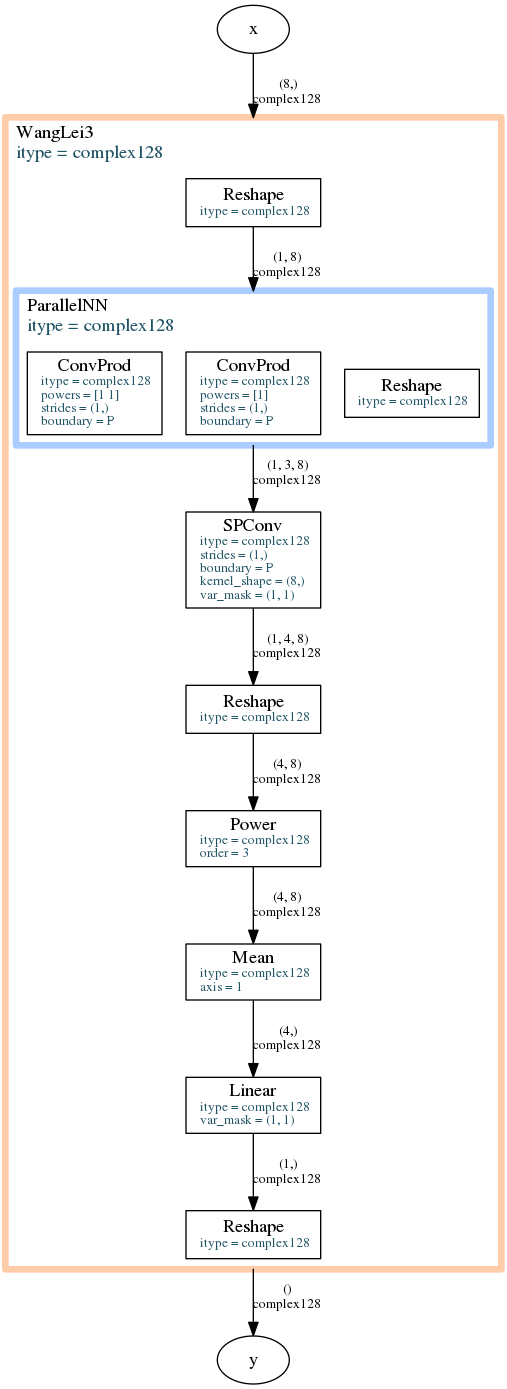 x
(8,)
complex128
WangLei3
itype = complex128
Reshape
itype = complex128
(1, 8)
complex128
ParallelNN
itype = complex128
ConvProd
itype = complex128
powers = [1 1]
strides = (1,)
boundary = P
ConvProd
itype = complex128
powers = [1]
strides = (1,)
boundary = P
Reshape
itype = complex128
(1, 3, 8)
complex128
SPConv
itype = complex128
strides = (1,)
boundary = P
kernel_shape = (8,)
var_mask = (1, 1)
(1, 4, 8)
complex128
Reshape
itype = complex128
(4, 8)
complex128
Power
itype = complex128
order = 3
(4, 8)
complex128
Mean
itype = complex128
axis = 1
(4,)
complex128
Linear
itype = complex128
var_mask = (1, 1)
(1,)
complex128
Reshape
itype = complex128
()
complex128
y